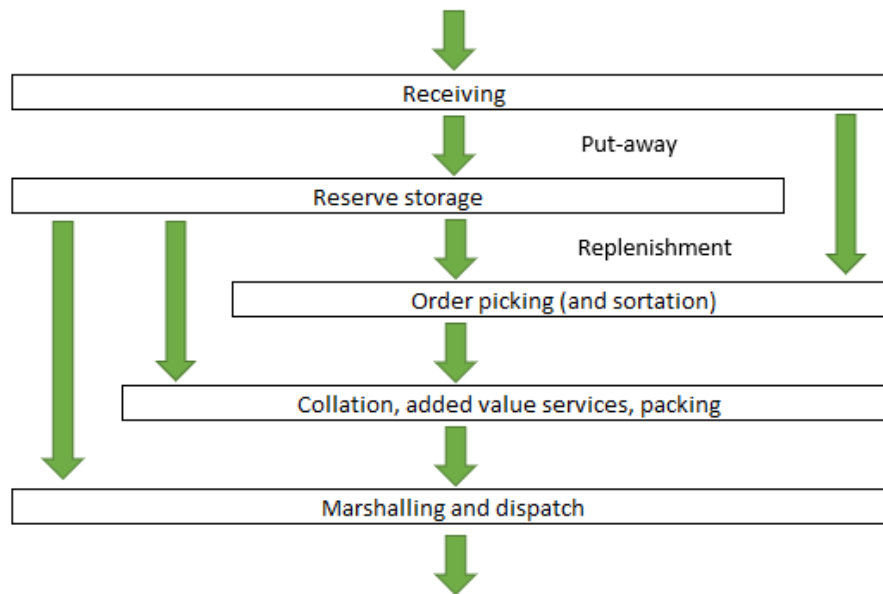 Receiving
Put-away
Reserve storage
Replenishment
Order picking (and sortation)
Collation, added value services, packing
Marshalling and dispatch